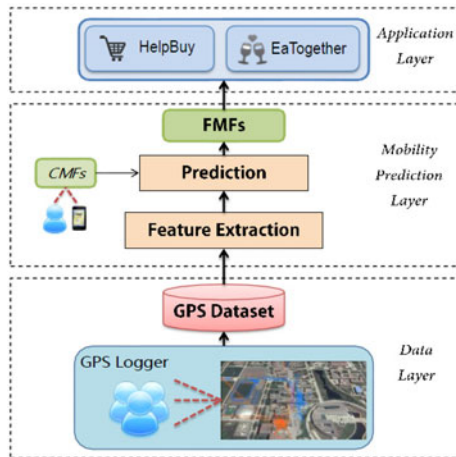 HelpBuy
EaTogether
Application
Layer
FMFs
CMFs
Prediction
Feature Extraction
Mobility
Prediction
Layer
GPS Dataset
GPS Logger
Data
Layer